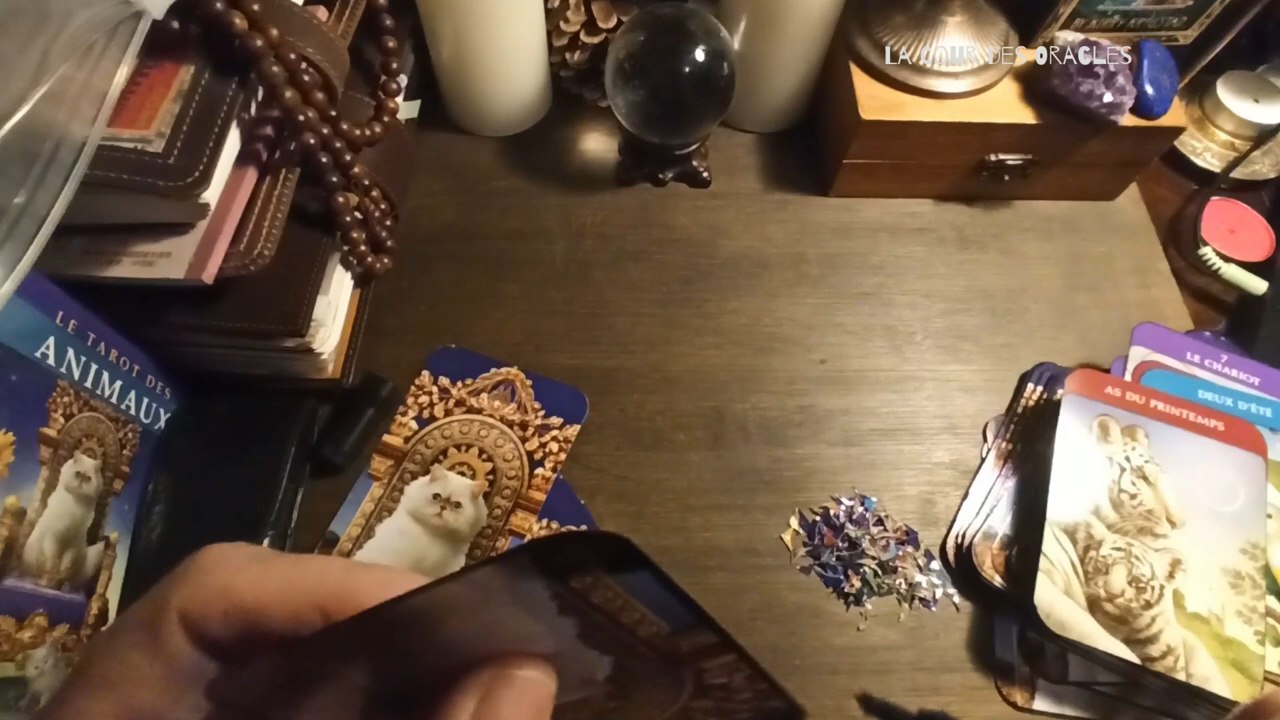 LA COUR DES ORACLES
LE TAROT DES
ANIMAUX
7
LE CHARIOT
DEUX D'ÉTÉ
AS DU PRINTEMPS